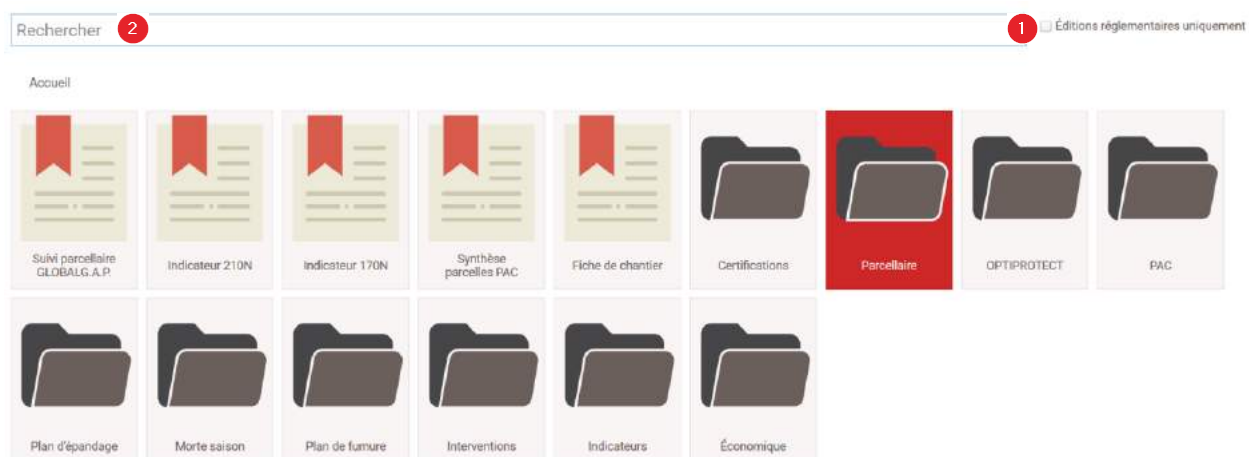 Rechercher 2
1 Éditions réglementaires uniquement
Accueil
Suivi parcellaire
GLOBALG.A.P.
Indicateur 210N
Indicateur 170N
Synthèse
parcelles PAC
Fiche de chantier
Certifications
Parcellaire
OPTIPROTECT
PAC
Plan d'épandage
Morte saison
Plan de fumure
Interventions
Indicateurs
Économique